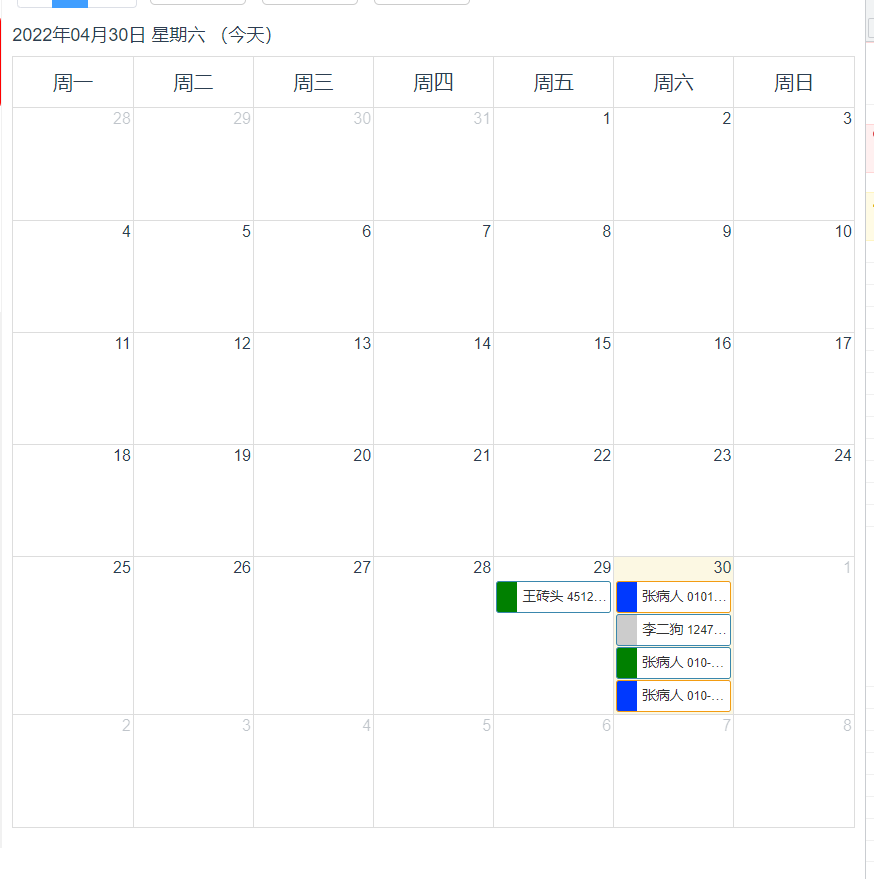 2022年04月30日 星期六 （今天）
周一 周二 周三 周四 周五 周六 周日
28 29 30 31 1 2 3
4 5 6 7 8 9 10
11 12 13 14 15 16 17
18 19 20 21 22 23 24
25 26 27 28 29 30 1
王砖头 4512... 张病人 0101...
李二狗 1247...
张病人 010-...
张病人 010-...
2 3 4 5 6 7 8